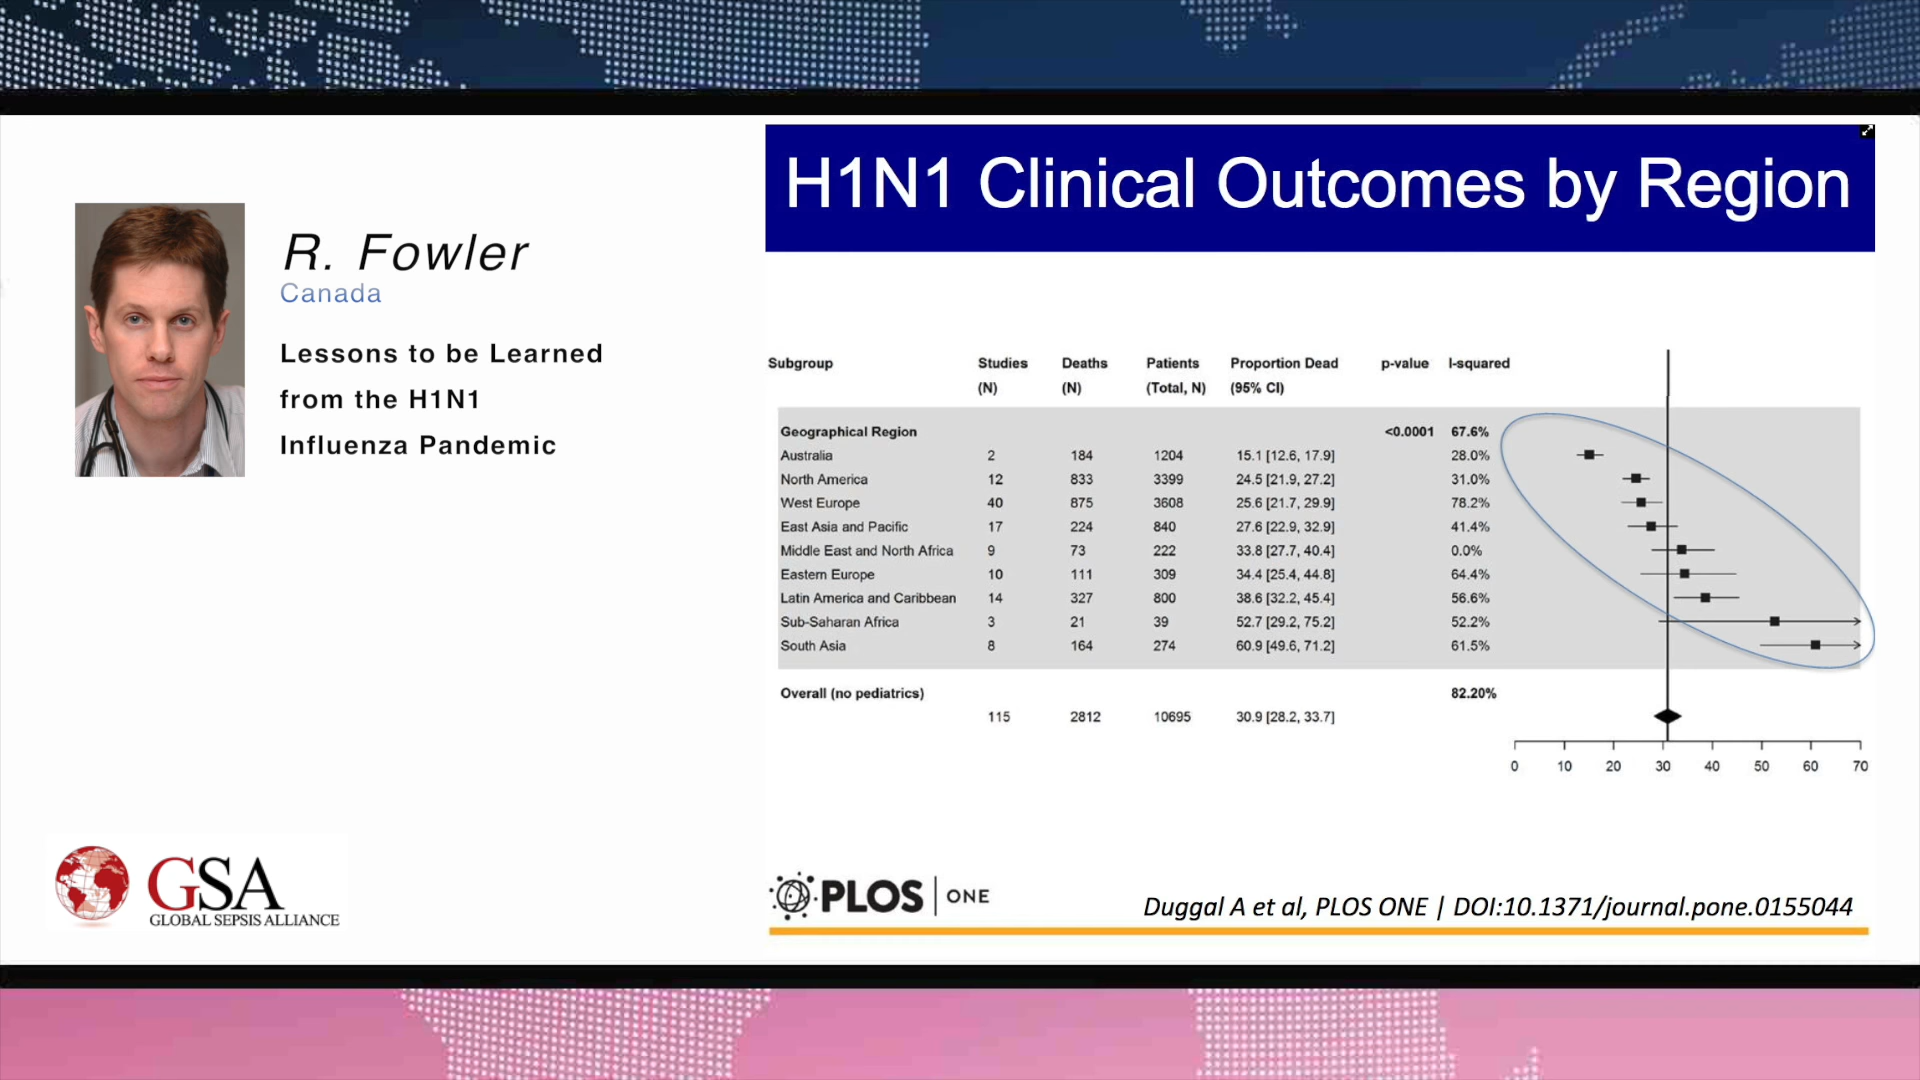 H1N1 Clinical Outcomes by Region
R. Fowler
Canada
Lessons to be Learned
from the H1N1
Influenza Pandemic
Subgroup Studies Deaths Patients Proportion Dead p-value I-squared
(N) (N) (Total, N) (95% CI)
Geographical Region <0.0001 67.6%
Australia 2 184 1204 15.1 [12.6, 17.9] 28.0%
North America 12 833 3399 24.5 [21.9, 27.2] 31.0%
West Europe 40 875 3608 25.6 [21.7, 29.9] 78.2%
East Asia and Pacific 17 224 840 27.6 [22.9, 32.9] 41.4%
Middle East and North Africa 9 73 222 33.8 [27.7, 40.4] 0.0%
Eastern Europe 10 111 309 34.4 [25.4, 44.8] 64.4%
Latin America and Caribbean 14 327 800 38.6 [32.2, 45.4] 56.6%
Sub-Saharan Africa 3 21 39 52.7 [29.2, 75.2] 52.2%
South Asia 8 164 274 60.9 [49.6, 71.2] 61.5%
Overall (no pediatrics) 82.20%
115 2812 10695 30.9 [28.2, 33.7]
0 10 20 30 40 50 60 70
GSA
GLOBAL SEPSIS ALLIANCE
PLOS ONE
Duggal A et al, PLOS ONE | DOI:10.1371/journal.pone.0155044